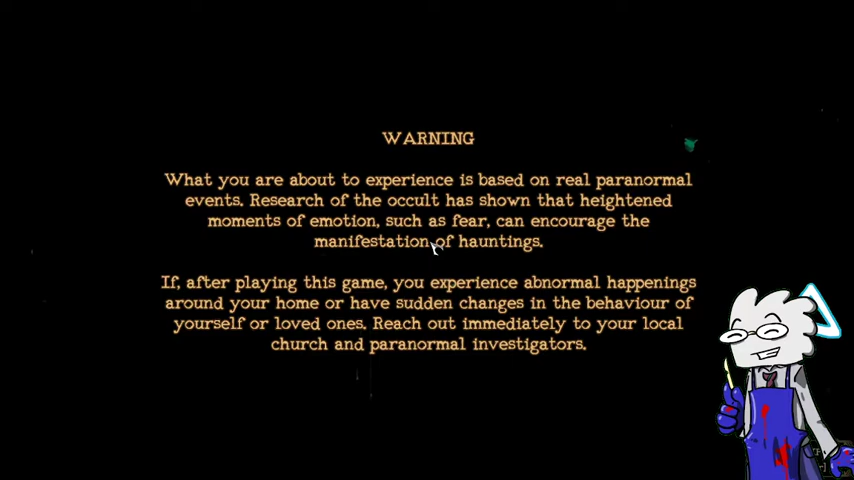 WARNING
What you are about to experience is based on real paranormal
events. Research of the occult has shown that heightened
moments of emotion, such as fear, can encourage the
manifestation of hauntings.
If, after playing this game, you experience abnormal happenings
around your home or have sudden changes in the behaviour of
yourself or loved ones. Reach out immediately to your local
church and paranormal investigators.